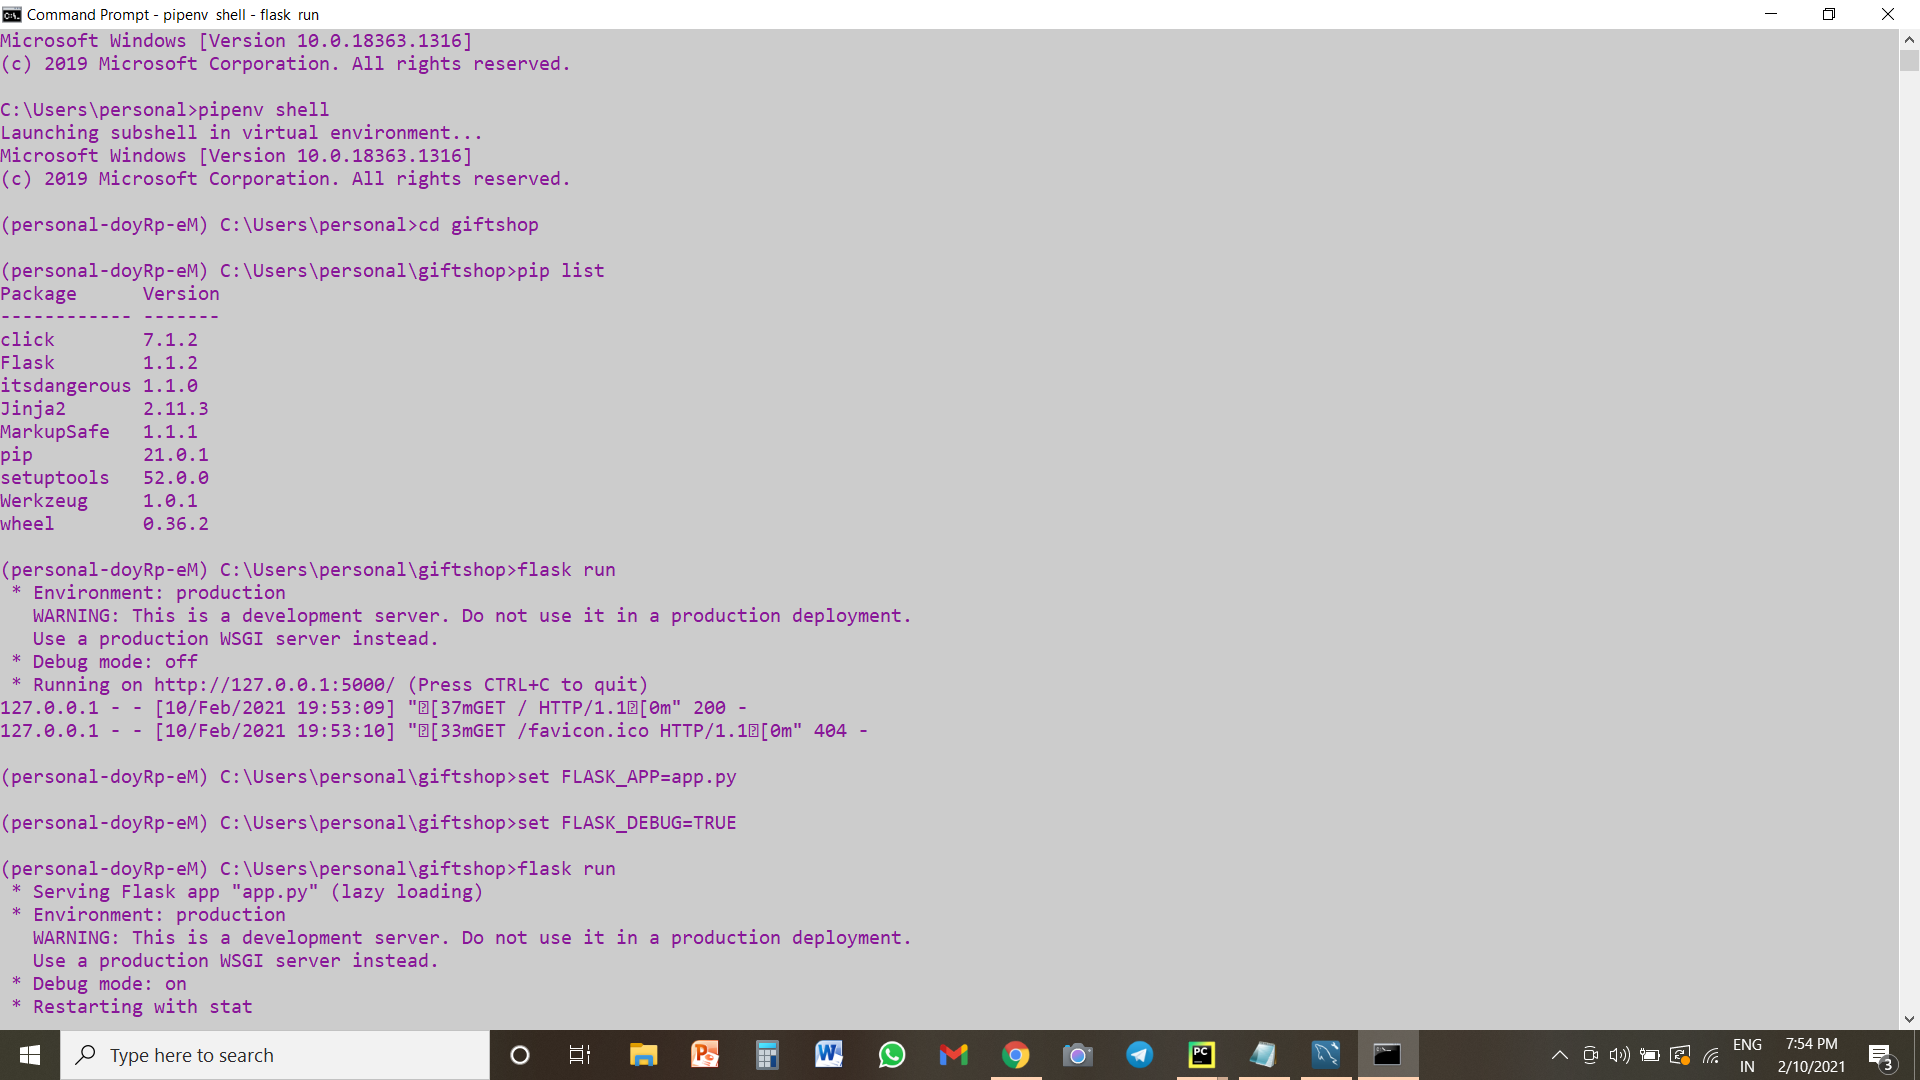 Command Prompt - pipenv  shell - flask  run
Microsoft Windows [Version 10.0.18363.1316]
(c) 2019 Microsoft Corporation. All rights reserved.
C:\Users\personal>pipenv shell
Launching subshell in virtual environment...
Microsoft Windows [Version 10.0.18363.1316]
(c) 2019 Microsoft Corporation. All rights reserved.
(personal-doyRp-eM) C:\Users\personal>cd giftshop
(personal-doyRp-eM) C:\Users\personal\giftshop>pip list
Package      Version
------------ -------
click        7.1.2
Flask        1.1.2
itsdangerous 1.1.0
Jinja2       2.11.3
MarkupSafe   1.1.1
pip          21.0.1
setuptools   52.0.0
Werkzeug     1.0.1
wheel        0.36.2
(personal-doyRp-eM) C:\Users\personal\giftshop>flask run
 * Environment: production
   WARNING: This is a development server. Do not use it in a production deployment.
   Use a production WSGI server instead.
 * Debug mode: off
 * Running on http://127.0.0.1:5000/ (Press CTRL+C to quit)
127.0.0.1 - - [10/Feb/2021 19:53:09] "[37mGET / HTTP/1.1[0m" 200 -
127.0.0.1 - - [10/Feb/2021 19:53:10] "[33mGET /favicon.ico HTTP/1.1[0m" 404 -
(personal-doyRp-eM) C:\Users\personal\giftshop>set FLASK_APP=app.py
(personal-doyRp-eM) C:\Users\personal\giftshop>set FLASK_DEBUG=TRUE
(personal-doyRp-eM) C:\Users\personal\giftshop>flask run
 * Serving Flask app "app.py" (lazy loading)
 * Environment: production
   WARNING: This is a development server. Do not use it in a production deployment.
   Use a production WSGI server instead.
 * Debug mode: on
 * Restarting with stat
Type here to search
ENG
IN
7:54 PM
2/10/2021
3